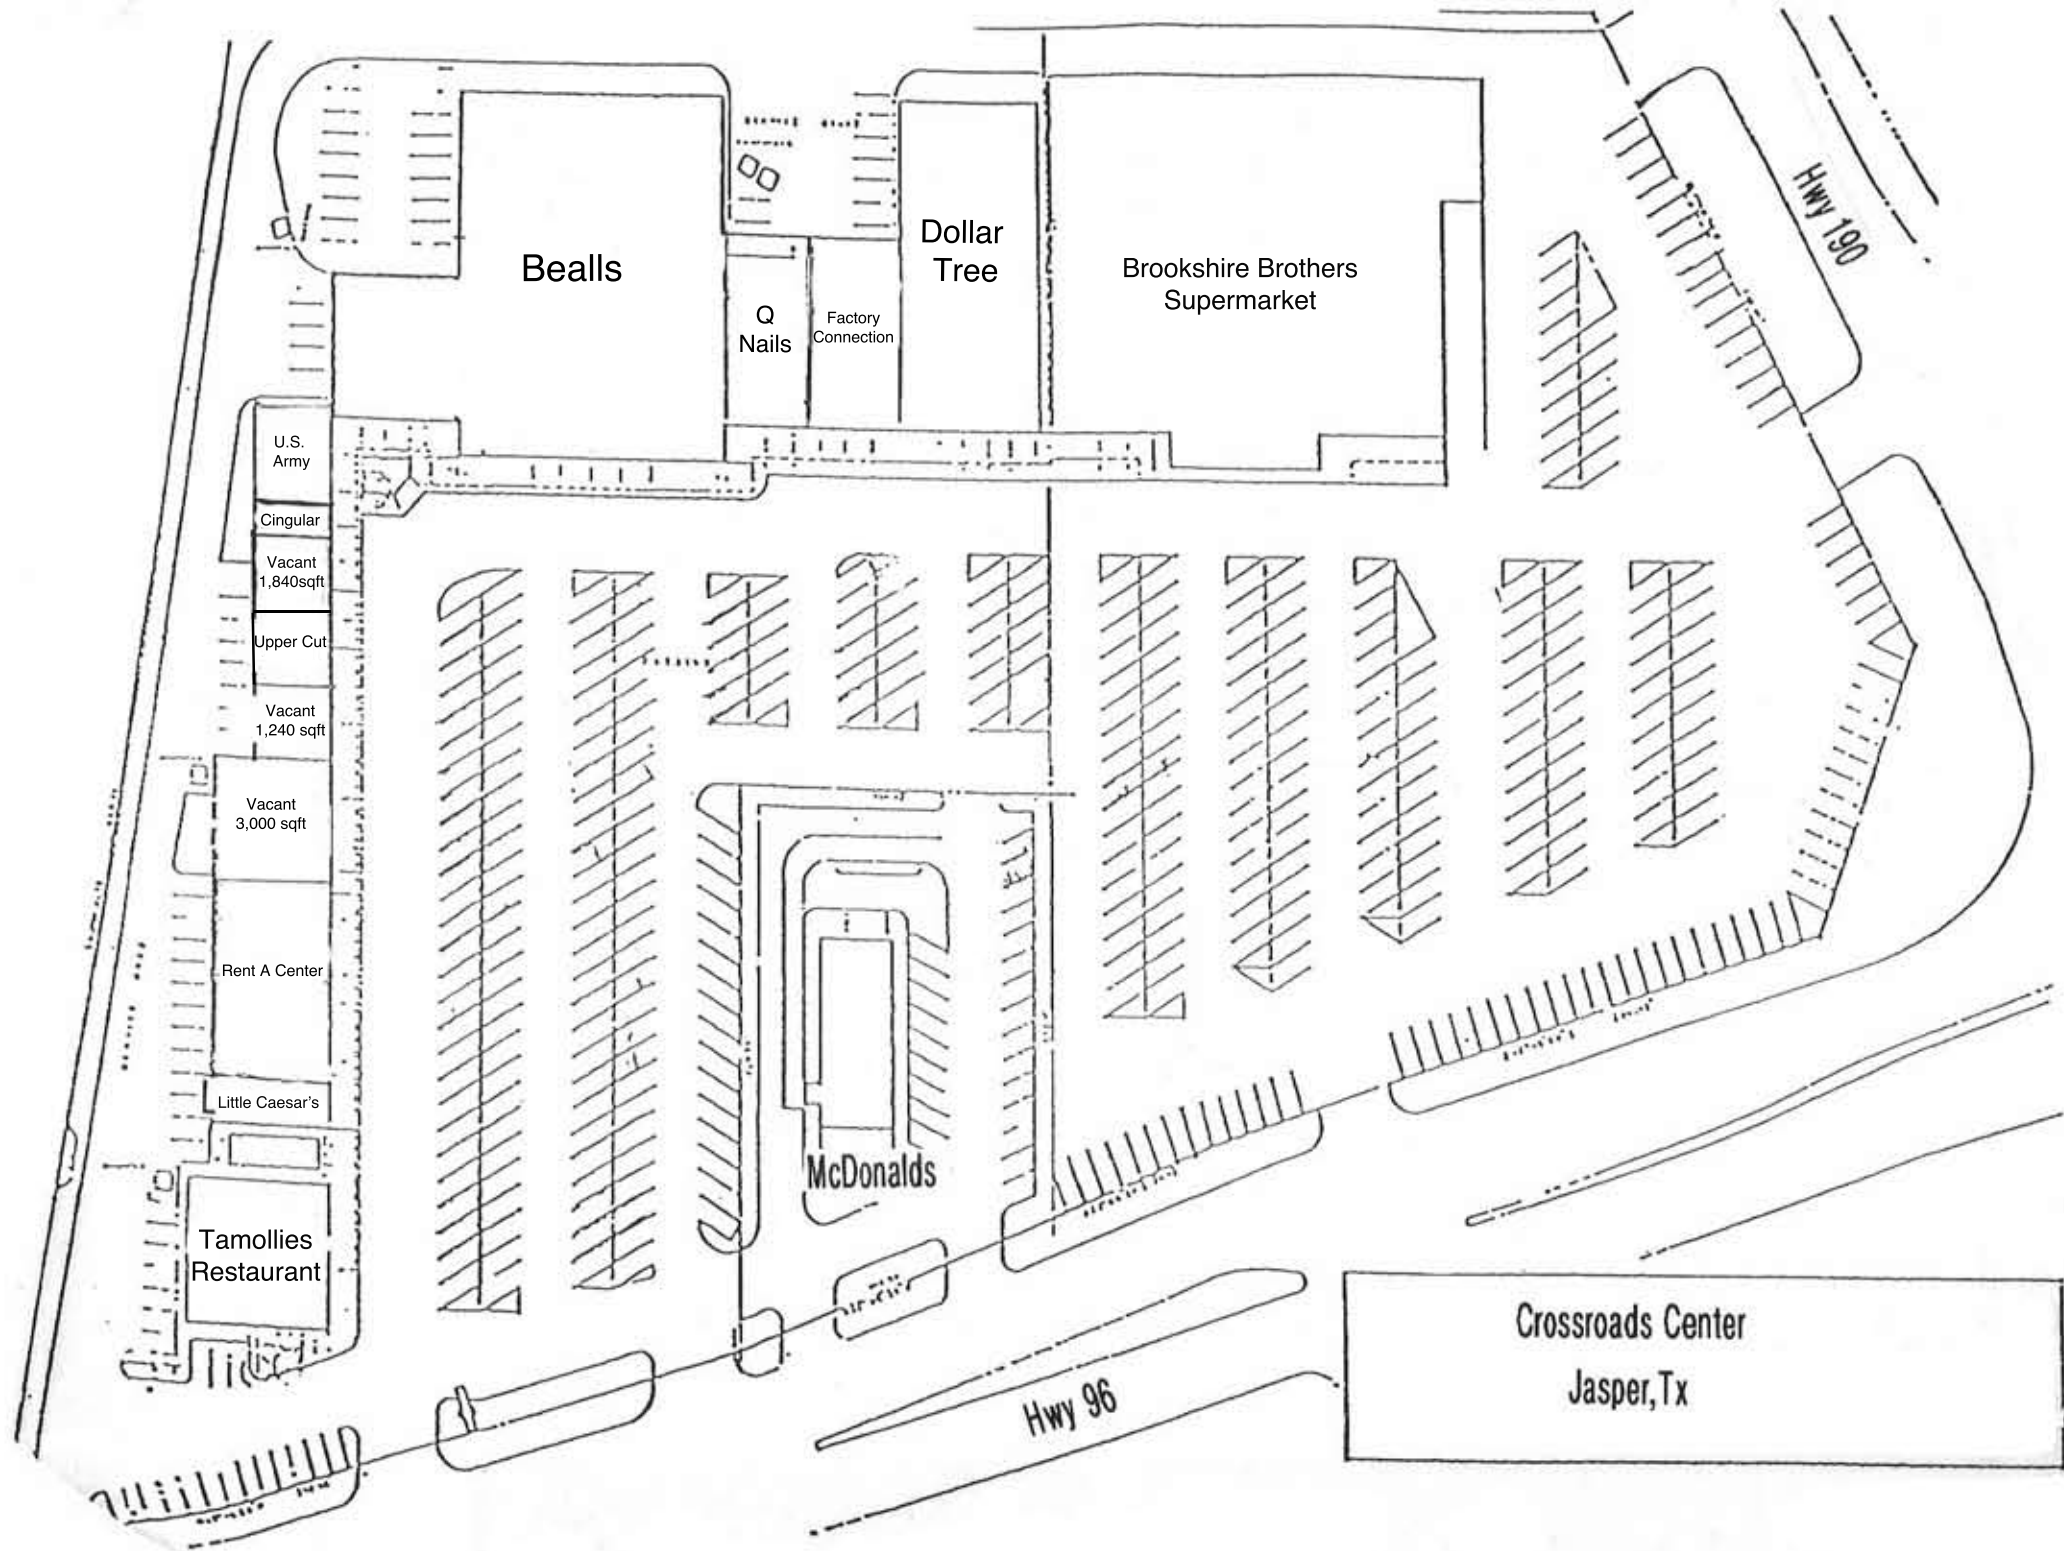 Hwy 190
Bealls
Dollar
Tree
Brookshire Brothers
Supermarket
Q
Nails
Factory
Connection
U.S.
Army
Cingular
Vacant
1,840sqft
Upper Cut
Vacant
1,240 sqft
Vacant
3,000 sqft
Rent A Center
Little Caesar's
McDonalds
Tamollies
Restaurant
Hwy 96
Crossroads Center
Jasper,Tx